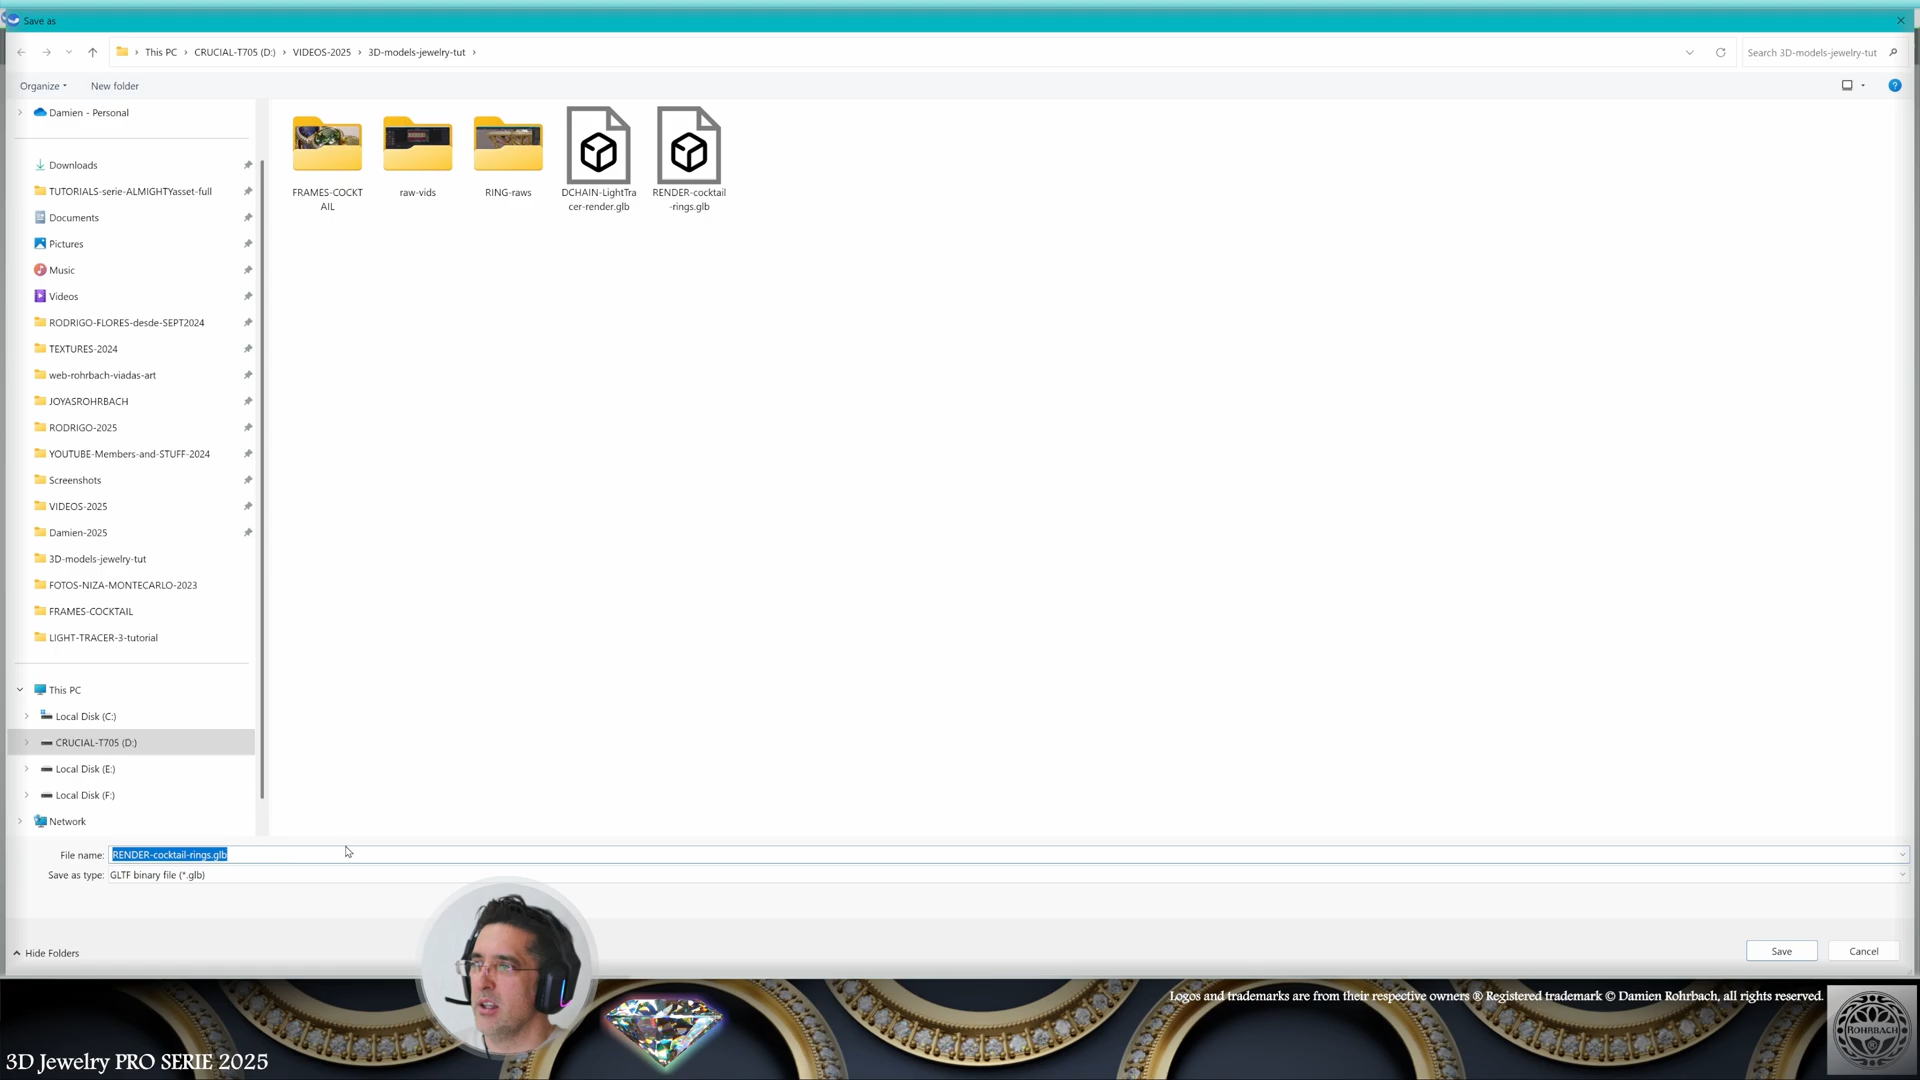 Save as
This PC
CRUCIAL-T705 (D:)
VIDEOS-2025
3D-models-jewelry-tut
Search 3D-models-jewelry-tut
Organize
New folder
Damien - Personal
Downloads
TUTORIALS-serie-ALMIGHTYasset-full
Documents
Pictures
Music
Videos
RODRIGO-FLORES-desde-SEPT2024
TEXTURES-2024
web-rohrbach-viadas-art
JOYASROHRBACH
RODRIGO-2025
YOUTUBE-Members-and-STUFF-2024
Screenshots
VIDEOS-2025
Damien-2025
3D-models-jewelry-tut
FOTOS-NIZA-MONTECARLO-2023
FRAMES-COCKTAIL
LIGHT-TRACER-3-tutorial
This PC
Local Disk (C:)
CRUCIAL-T705 (D:)
Local Disk (E:)
Local Disk (F:)
Network
FRAMES-COCKT
AIL
raw-vids
RING-raws
DCHAIN-LightTra
cer-render.glb
RENDER-cocktail
-rings.glb
File name: RENDER-cocktail-rings.glb
Save as type: GLTF binary file (*.glb)
Hide Folders
Save
Cancel
Logos and trademarks are from their respective owners ® Registered trademark © Damien Rohrbach, all rights reserved.
ROHRBACH
3D Jewelry PRO SERIE 2025